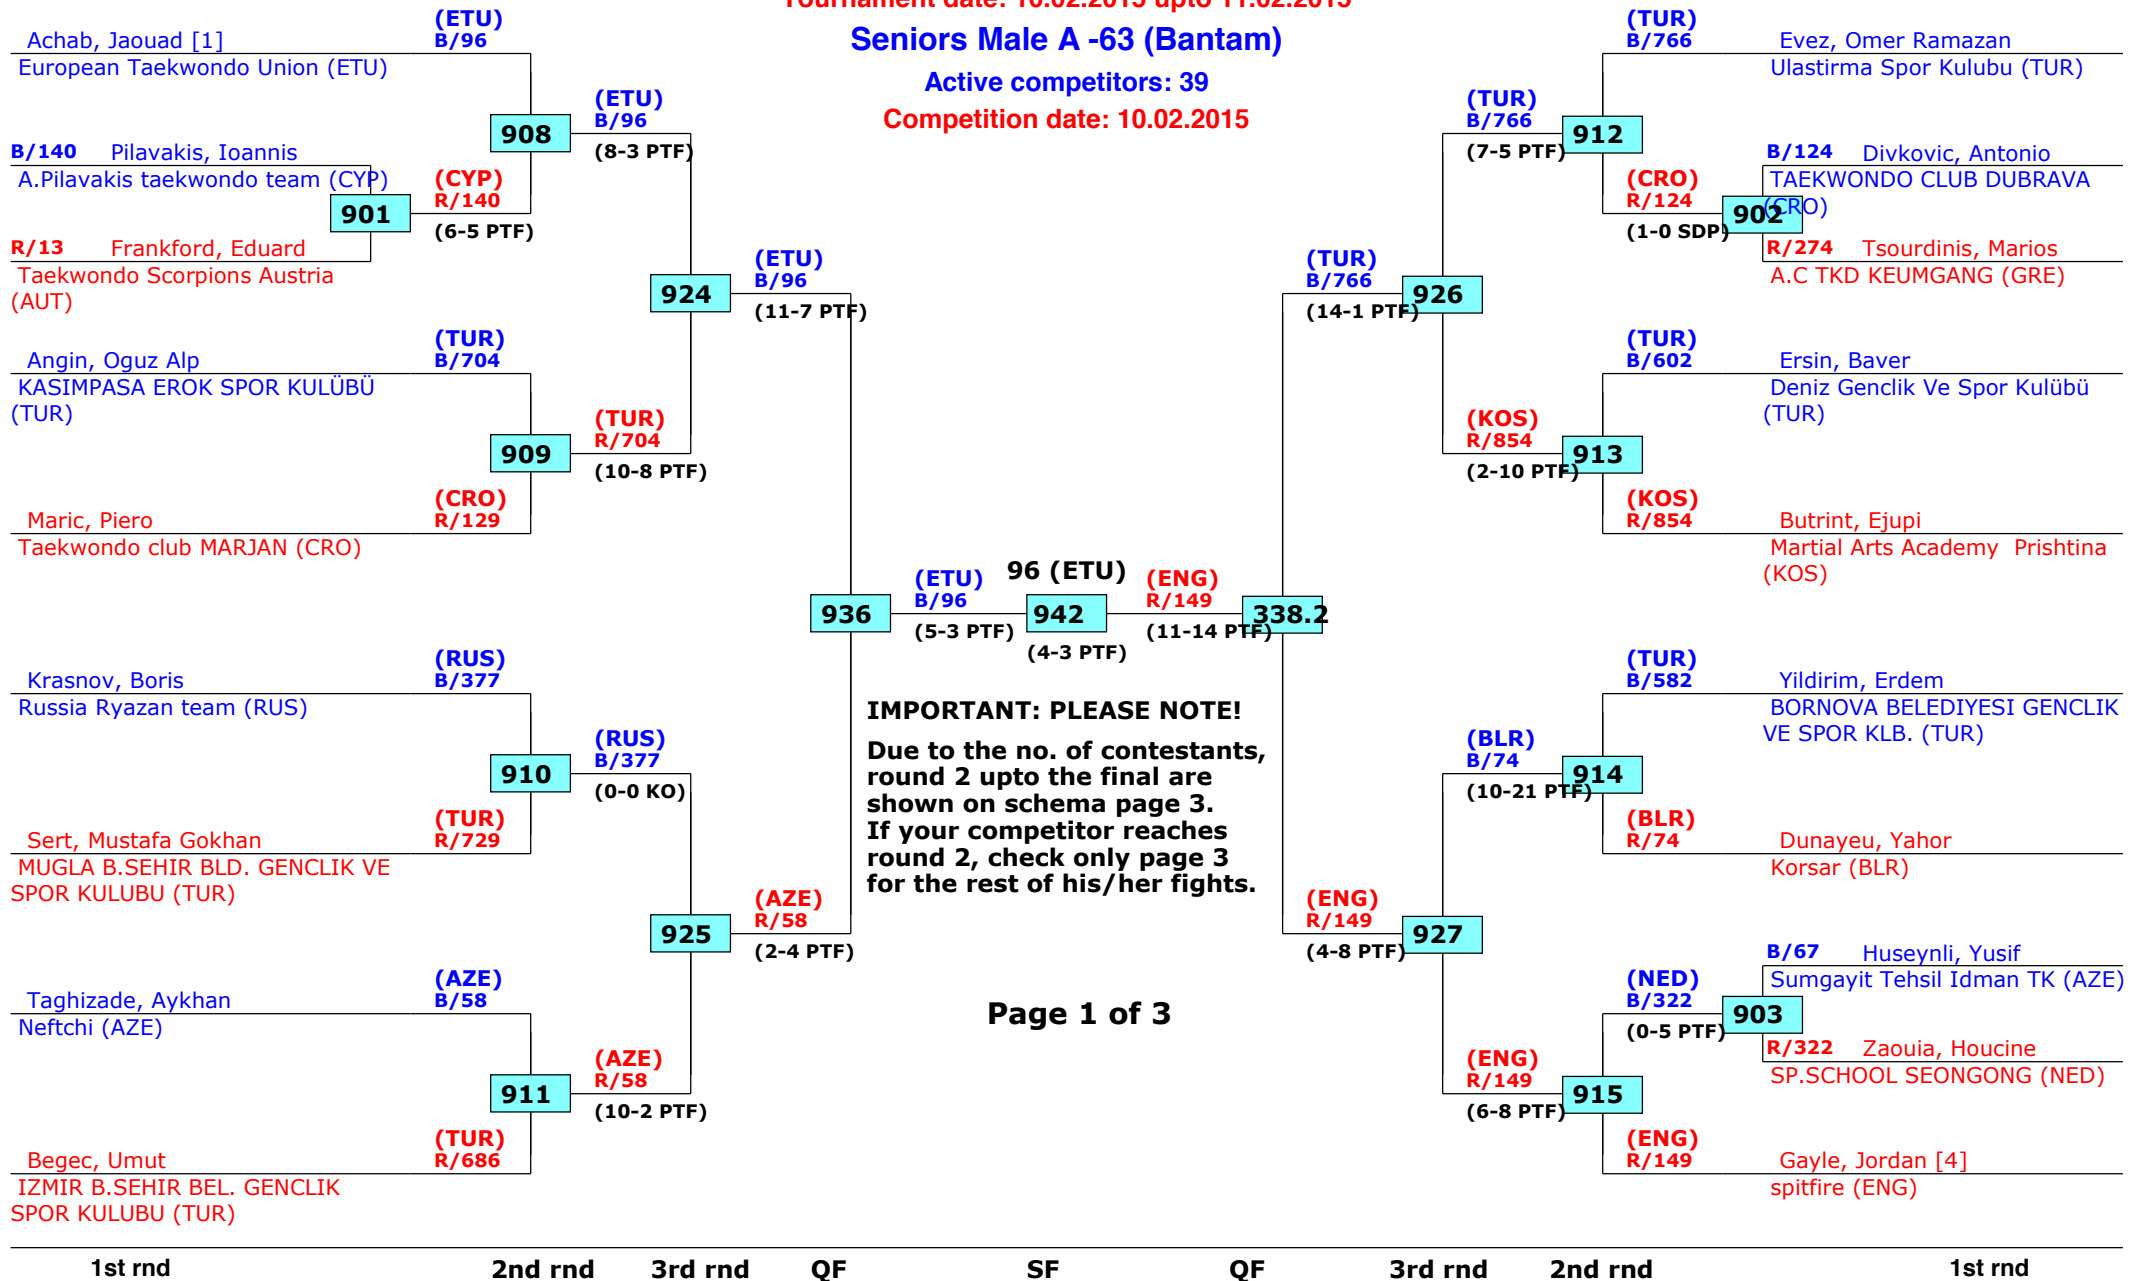 Tournament date: 10.02.2015 upto 11.02.2015
Seniors Male A -63 (Bantam)
Active competitors: 39
Competition date: 10.02.2015
Achab, Jaouad [1]
European Taekwondo Union (ETU)
(ETU)
B/96
B/140 Pilavakis, Ioannis
A.Pilavakis taekwondo team (CYP)
901
R/13 Frankford, Eduard
Taekwondo Scorpions Austria
(AUT)
(CYP)
R/140
(6-5 PTF)
908
(ETU)
B/96
(8-3 PTF)
Angin, Oguz Alp
KASIMPASA EROK SPOR KULÜBÜ
(TUR)
(TUR)
B/704
909
(TUR)
R/704
(10-8 PTF)
Maric, Piero
Taekwondo club MARJAN (CRO)
(CRO)
R/129
924
(ETU)
B/96
(11-7 PTF)
Krasnov, Boris
Russia Ryazan team (RUS)
(RUS)
B/377
910
(RUS)
B/377
(0-0 KO)
Sert, Mustafa Gokhan
MUGLA B.SEHIR BLD. GENCLIK VE
SPOR KULUBU (TUR)
(TUR)
R/729
925
(AZE)
R/58
(2-4 PTF)
Taghizade, Aykhan
Neftchi (AZE)
(AZE)
B/58
911
(AZE)
R/58
(10-2 PTF)
Begec, Umut
IZMIR B.SEHIR BEL. GENCLIK
SPOR KULUBU (TUR)
(TUR)
R/686
936
(ETU)
B/96
(5-3 PTF)
96 (ETU)
942
(4-3 PTF)
(ENG)
R/149
(11-14 PTF)
338.2
IMPORTANT: PLEASE NOTE!
Due to the no. of contestants,
round 2 upto the final are
shown on schema page 3.
If your competitor reaches
round 2, check only page 3
for the rest of his/her fights.
Page 1 of 3
(TUR)
B/766
Evez, Omer Ramazan
Ulastirma Spor Kulubu (TUR)
(TUR)
B/766
(7-5 PTF)
912
(CRO)
R/124
(1-0 SDP)
902
B/124 Divkovic, Antonio
TAEKWONDO CLUB DUBRAVA
(CRO)
R/274 Tsourdinis, Marios
A.C TKD KEUMGANG (GRE)
(TUR)
B/766
(14-1 PTF)
926
(TUR)
B/602
Ersin, Baver
Deniz Genclik Ve Spor Kulübü
(TUR)
(KOS)
R/854
(2-10 PTF)
913
(KOS)
R/854
Butrint, Ejupi
Martial Arts Academy  Prishtina
(KOS)
(TUR)
B/582
Yildirim, Erdem
BORNOVA BELEDIYESI GENCLIK
VE SPOR KLB. (TUR)
(BLR)
B/74
(10-21 PTF)
914
(BLR)
R/74
Dunayeu, Yahor
Korsar (BLR)
(ENG)
R/149
(4-8 PTF)
927
(NED)
B/322
(0-5 PTF)
903
B/67 Huseynli, Yusif
Sumgayit Tehsil Idman TK (AZE)
R/322 Zaouia, Houcine
SP.SCHOOL SEONGONG (NED)
(ENG)
R/149
(6-8 PTF)
915
(ENG)
R/149
Gayle, Jordan [4]
spitfire (ENG)
1st rnd 2nd rnd 3rd rnd QF SF QF 3rd rnd 2nd rnd 1st rnd